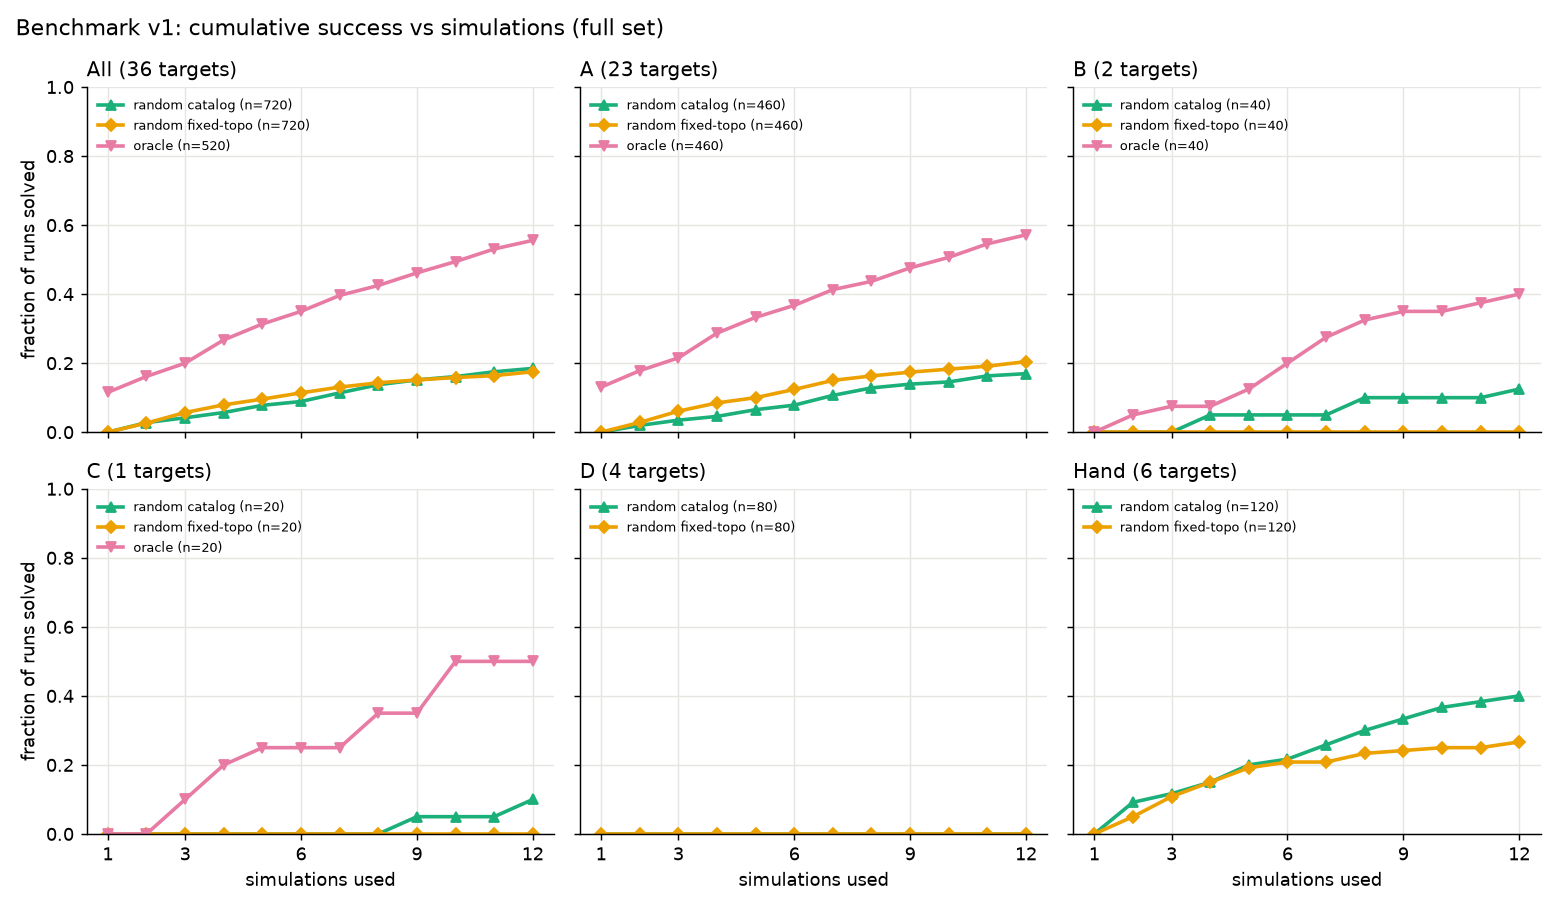 Benchmark v1: cumulative success vs simulations (full set)
All (36 targets)
1.0
0.8
0.6
0.4
0.2
0.0
fraction of runs solved
random catalog (n=720)
random fixed-topo (n=720)
oracle (n=520)
A (23 targets)
random catalog (n=460)
random fixed-topo (n=460)
oracle (n=460)
B (2 targets)
random catalog (n=40)
random fixed-topo (n=40)
oracle (n=40)
C (1 targets)
1.0
0.8
0.6
0.4
0.2
0.0
fraction of runs solved
random catalog (n=20)
random fixed-topo (n=20)
oracle (n=20)
1 3 6 9 12
simulations used
D (4 targets)
random catalog (n=80)
random fixed-topo (n=80)
1 3 6 9 12
simulations used
Hand (6 targets)
random catalog (n=120)
random fixed-topo (n=120)
1 3 6 9 12
simulations used